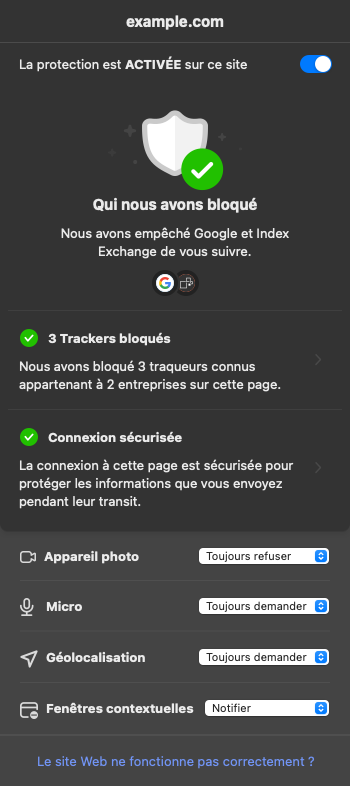 example.com
La protection est ACTIVÉE sur ce site
Qui nous avons bloqué
Nous avons empêché Google et Index
Exchange de vous suivre.
3 Trackers bloqués
Nous avons bloqué 3 traqueurs connus
appartenant à 2 entreprises sur cette page.
Connexion sécurisée
La connexion à cette page est sécurisée pour
protéger les informations que vous envoyez
pendant leur transit.
Appareil photo Toujours refuser
Micro Toujours demander
Géolocalisation Toujours demander
Fenêtres contextuelles Notifier
Le site Web ne fonctionne pas correctement ?